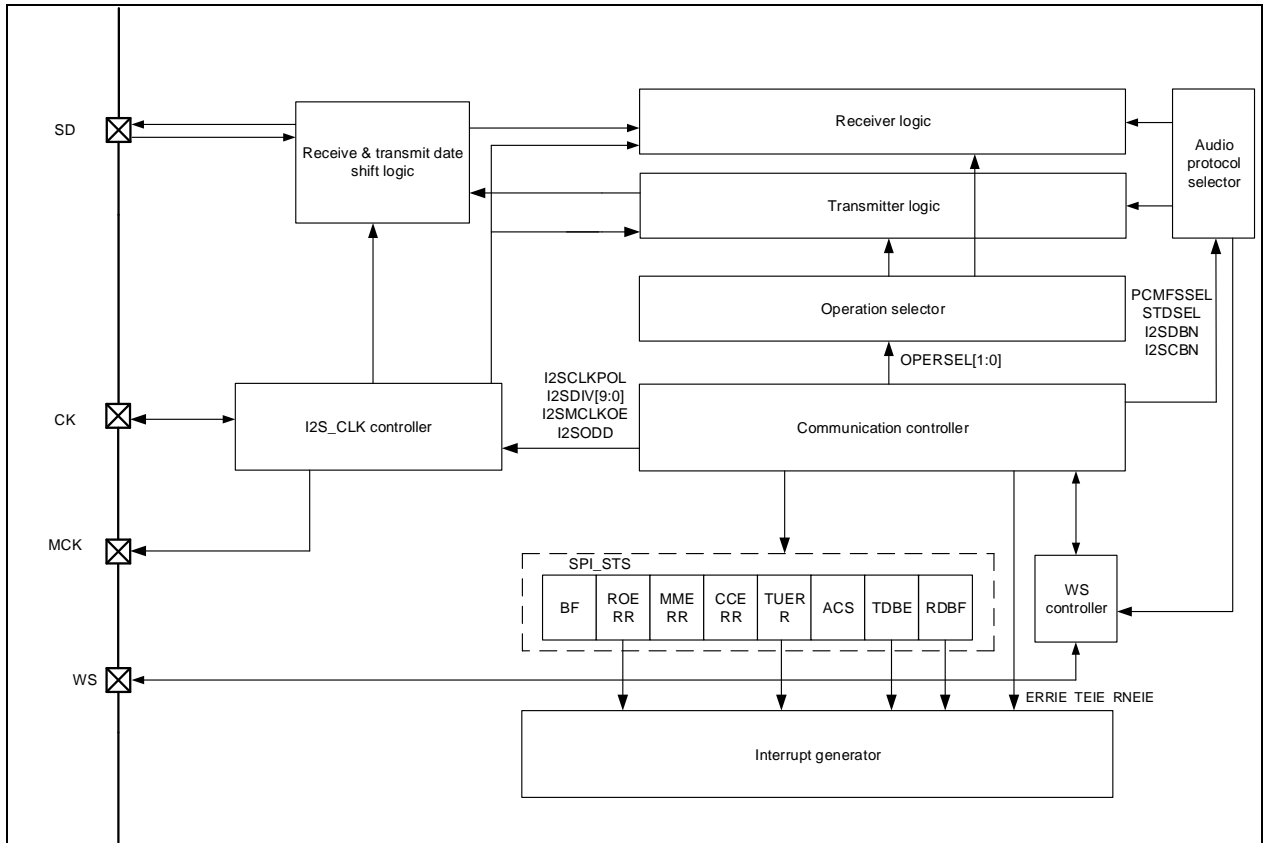 SD
Receive & transmit date
shift logic
Receiver logic
Audio
protocol
selector
Transmitter logic
Operation selector
PCMFSSEL
STDSEL
I2SDBN
I2SCBN
OPERSEL[1:0]
I2SCLKPOL
I2SDIV[9:0]
I2SMCLKOE
I2SODD
CK
I2S_CLK controller
Communication controller
MCK
SPI_STS
BF
ROE
RR
MME
RR
CCE
RR
TUER
R
ACS
TDBE
RDBF
WS
controller
WS
ERRIE TEIE RNEIE
Interrupt generator